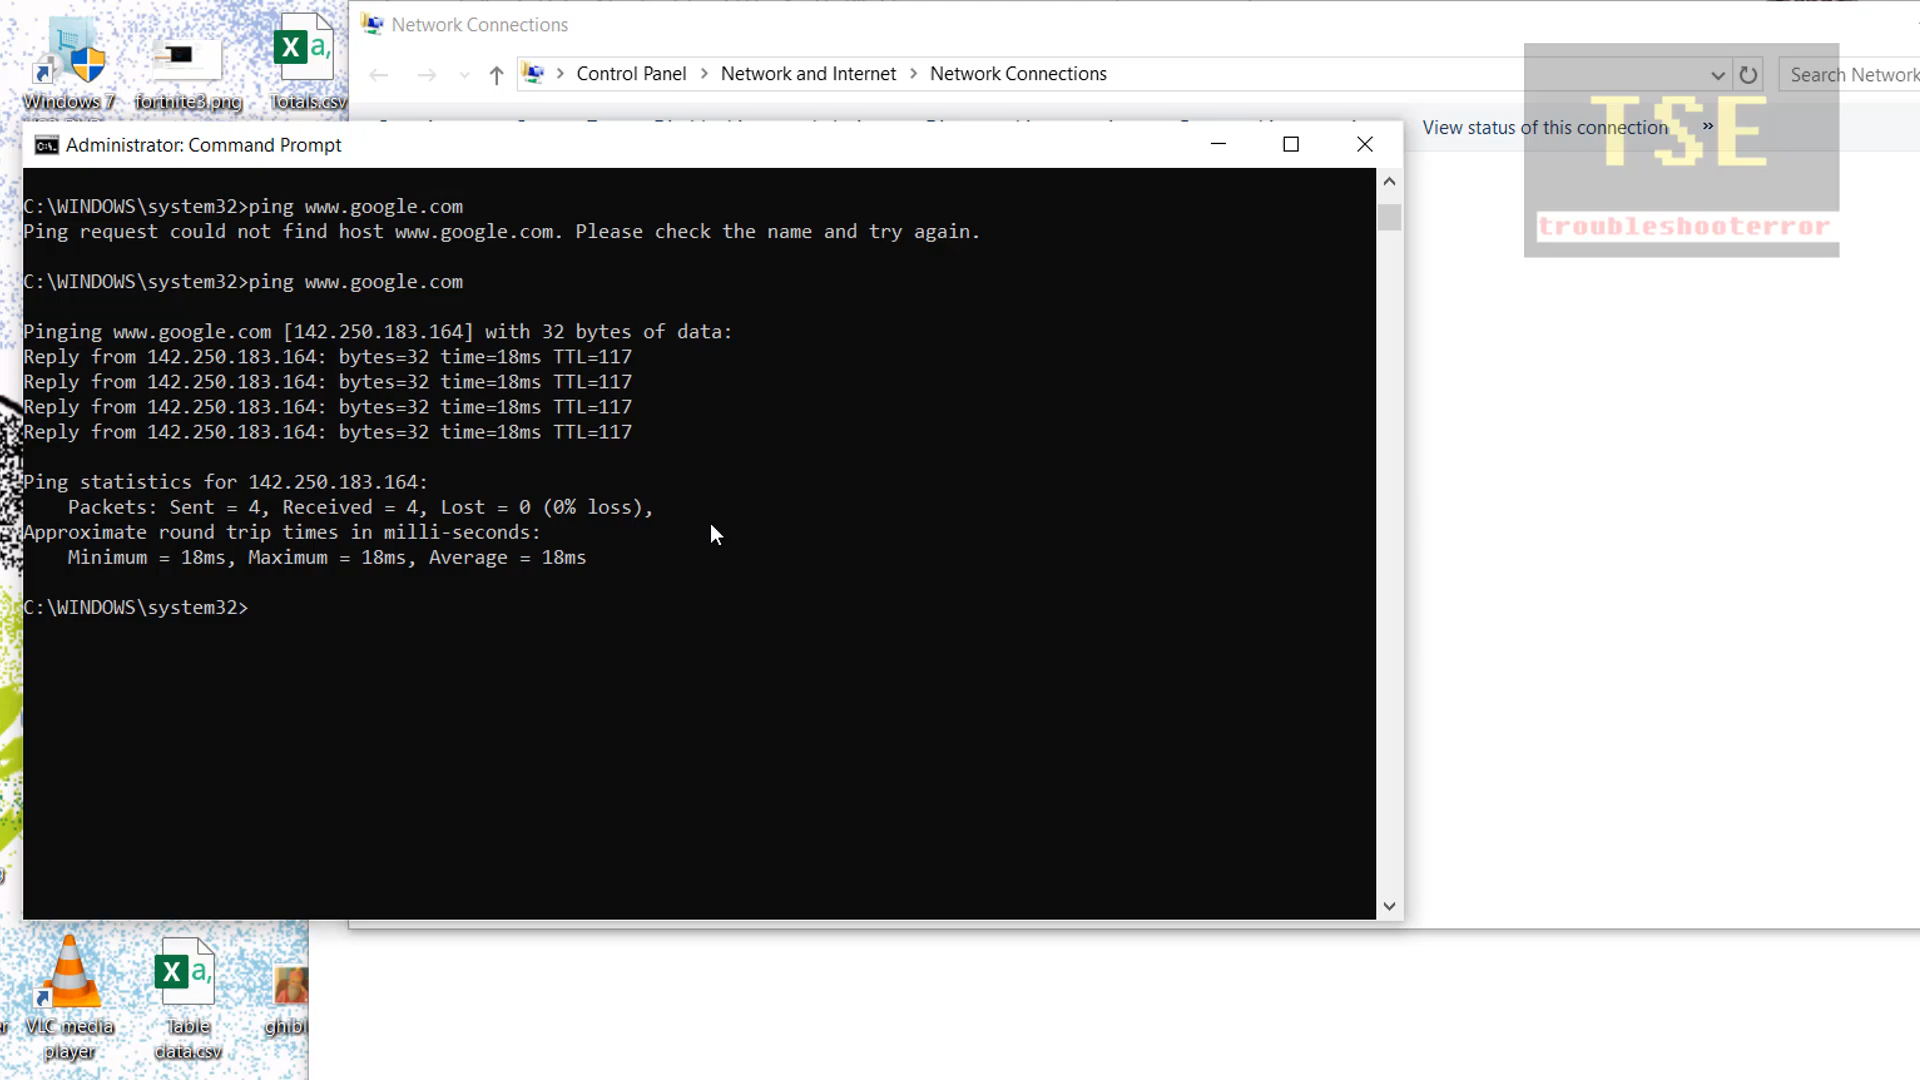 Network Connections
Control Panel > Network and Internet > Network Connections
Search Network
View status of this connection »
TSE
troubleshooterror
Windows 7
fortnite3.png
Totals.csv
Administrator: Command Prompt
C:\WINDOWS\system32>ping www.google.com
Ping request could not find host www.google.com. Please check the name and try again.
C:\WINDOWS\system32>ping www.google.com
Pinging www.google.com [142.250.183.164] with 32 bytes of data:
Reply from 142.250.183.164: bytes=32 time=18ms TTL=117
Reply from 142.250.183.164: bytes=32 time=18ms TTL=117
Reply from 142.250.183.164: bytes=32 time=18ms TTL=117
Reply from 142.250.183.164: bytes=32 time=18ms TTL=117
Ping statistics for 142.250.183.164:
Packets: Sent = 4, Received = 4, Lost = 0 (0% loss),
Approximate round trip times in milli-seconds:
Minimum = 18ms, Maximum = 18ms, Average = 18ms
C:\WINDOWS\system32>
VLC media
player
Table
data.csv
ghibl